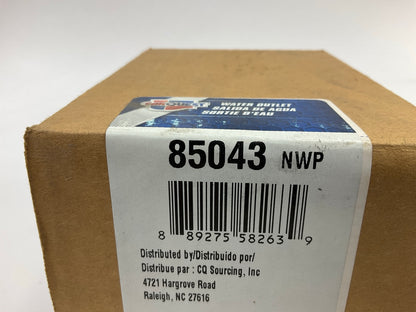 WATER OUTLET
SALIDA DE AGUA
SORTIE D'EAU
85043 NWP
8 89275 58263 9
Distributed by/Distribuido por/
Distribue par : CQ Sourcing, Inc
4721 Hargrove Road
Raleigh, NC 27616